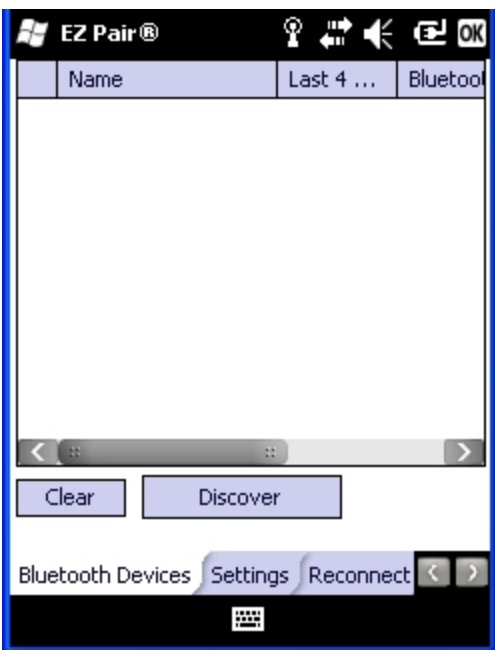 EZ Pair® OK
Name Last 4 ... Bluetool
Clear Discover
Bluetooth Devices Settings Reconnect